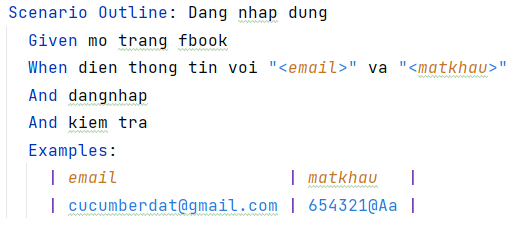 Scenario Outline: Dang nhap dung
Given mo trang fbook
When dien thong tin voi "<email>" va "<matkhau>"
And dangnhap
And kiem tra
Examples:
| email | matkhau |
| cucumberdat@gmail.com | 654321@Aa |